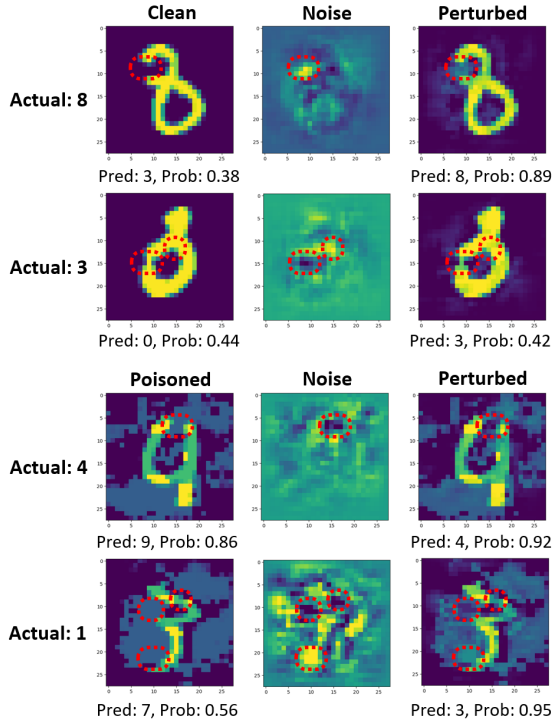 Clean Noise Perturbed
Actual: 8
Pred: 3, Prob: 0.38 Pred: 8, Prob: 0.89
Actual: 3
Pred: 0, Prob: 0.44 Pred: 3, Prob: 0.42
Poisoned Noise Perturbed
Actual: 4
Pred: 9, Prob: 0.86 Pred: 4, Prob: 0.92
Actual: 1
Pred: 7, Prob: 0.56 Pred: 3, Prob: 0.95